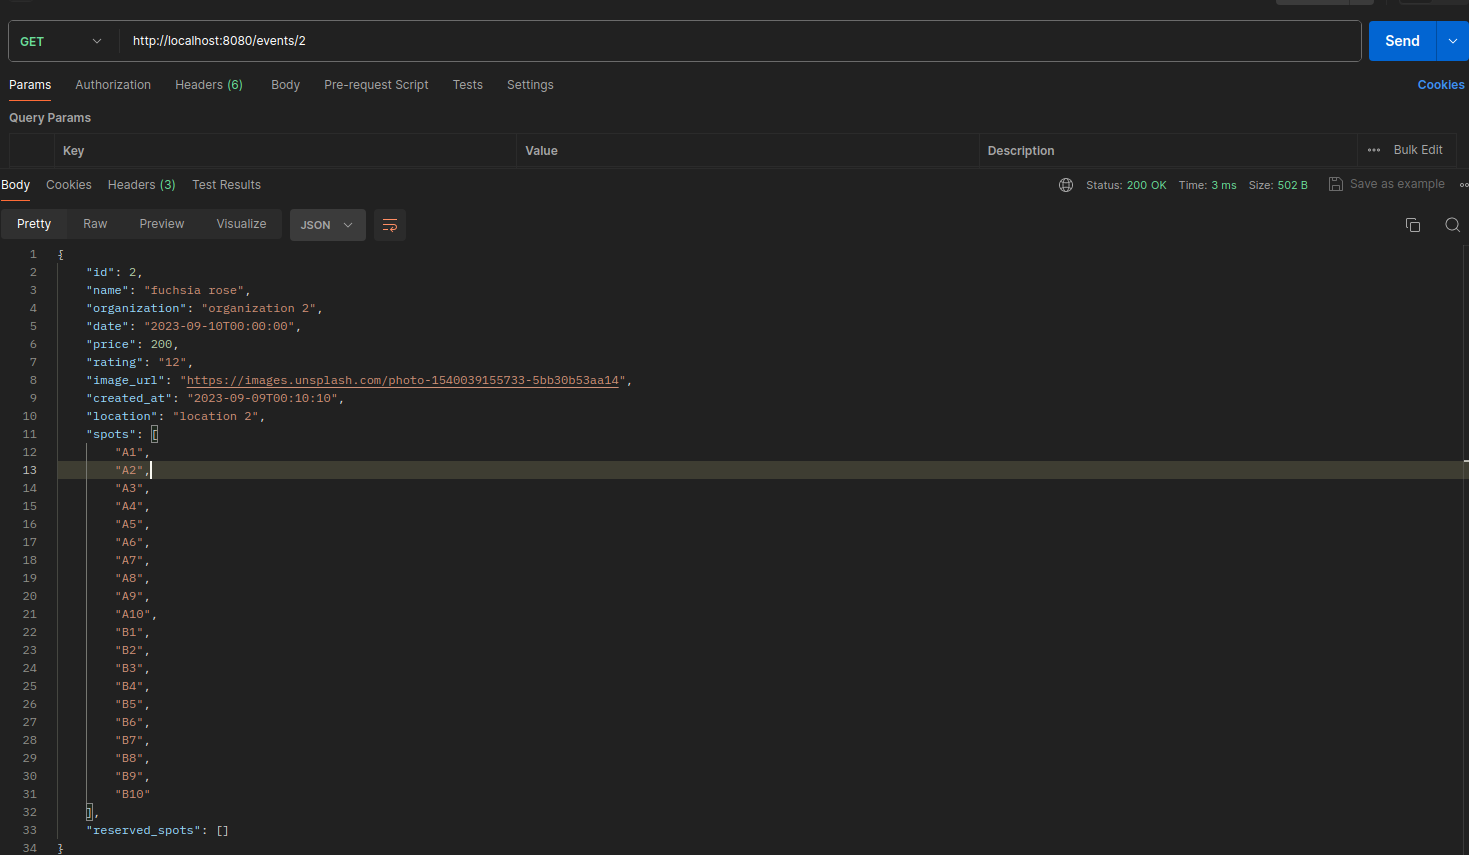 GET http://localhost:8080/events/2 Send
Params Authorization Headers (6) Body Pre-request Script Tests Settings Cookies
Query Params
Key Value Description Bulk Edit
Body Cookies Headers (3) Test Results Status: 200 OK Time: 3 ms Size: 502 B Save as example
Pretty Raw Preview Visualize JSON
1 {
2 "id": 2,
3 "name": "fuchsia rose",
4 "organization": "organization 2",
5 "date": "2023-09-10T00:00:00",
6 "price": 200,
7 "rating": "12",
8 "image_url": "https://images.unsplash.com/photo-1540039155733-5bb30b53aa14",
9 "created_at": "2023-09-09T00:10:10",
10 "location": "location 2",
11 "spots": [
12 "A1",
13 "A2",
14 "A3",
15 "A4",
16 "A5",
17 "A6",
18 "A7",
19 "A8",
20 "A9",
21 "A10",
22 "B1",
23 "B2",
24 "B3",
25 "B4",
26 "B5",
27 "B6",
28 "B7",
29 "B8",
30 "B9",
31 "B10"
32 ],
33 "reserved_spots": []
34 }